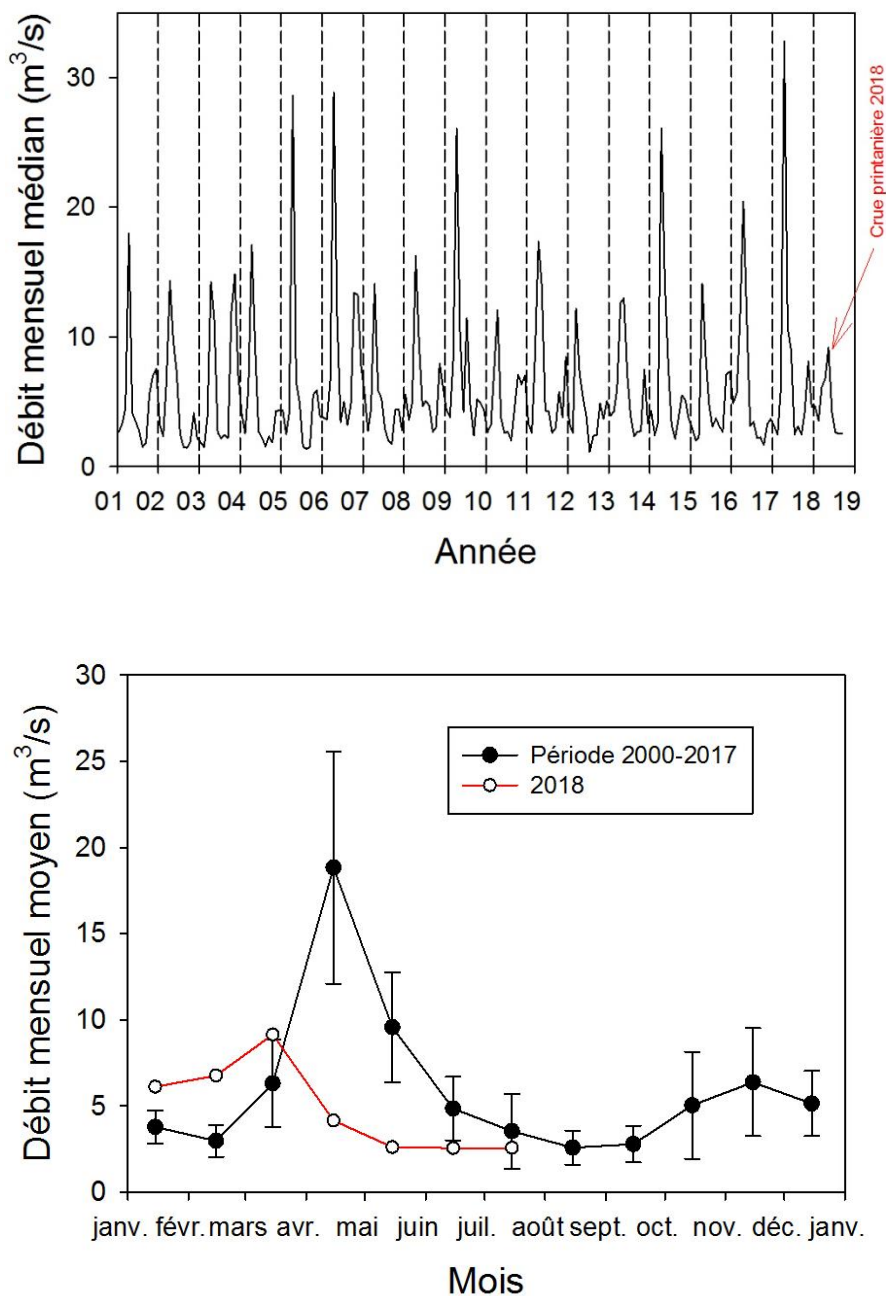 Débit mensuel médian (m³/s)
30
20
10
0
01 02 03 04 05 06 07 08 09 10 11 12 13 14 15 16 17 18 19
Année
Crue printanière 2018
Débit mensuel moyen (m³/s)
30
25
20
15
10
5
0
Période 2000-2017
2018
janv. févr. mars avr. mai juin juil. août sept. oct. nov. déc. janv.
Mois